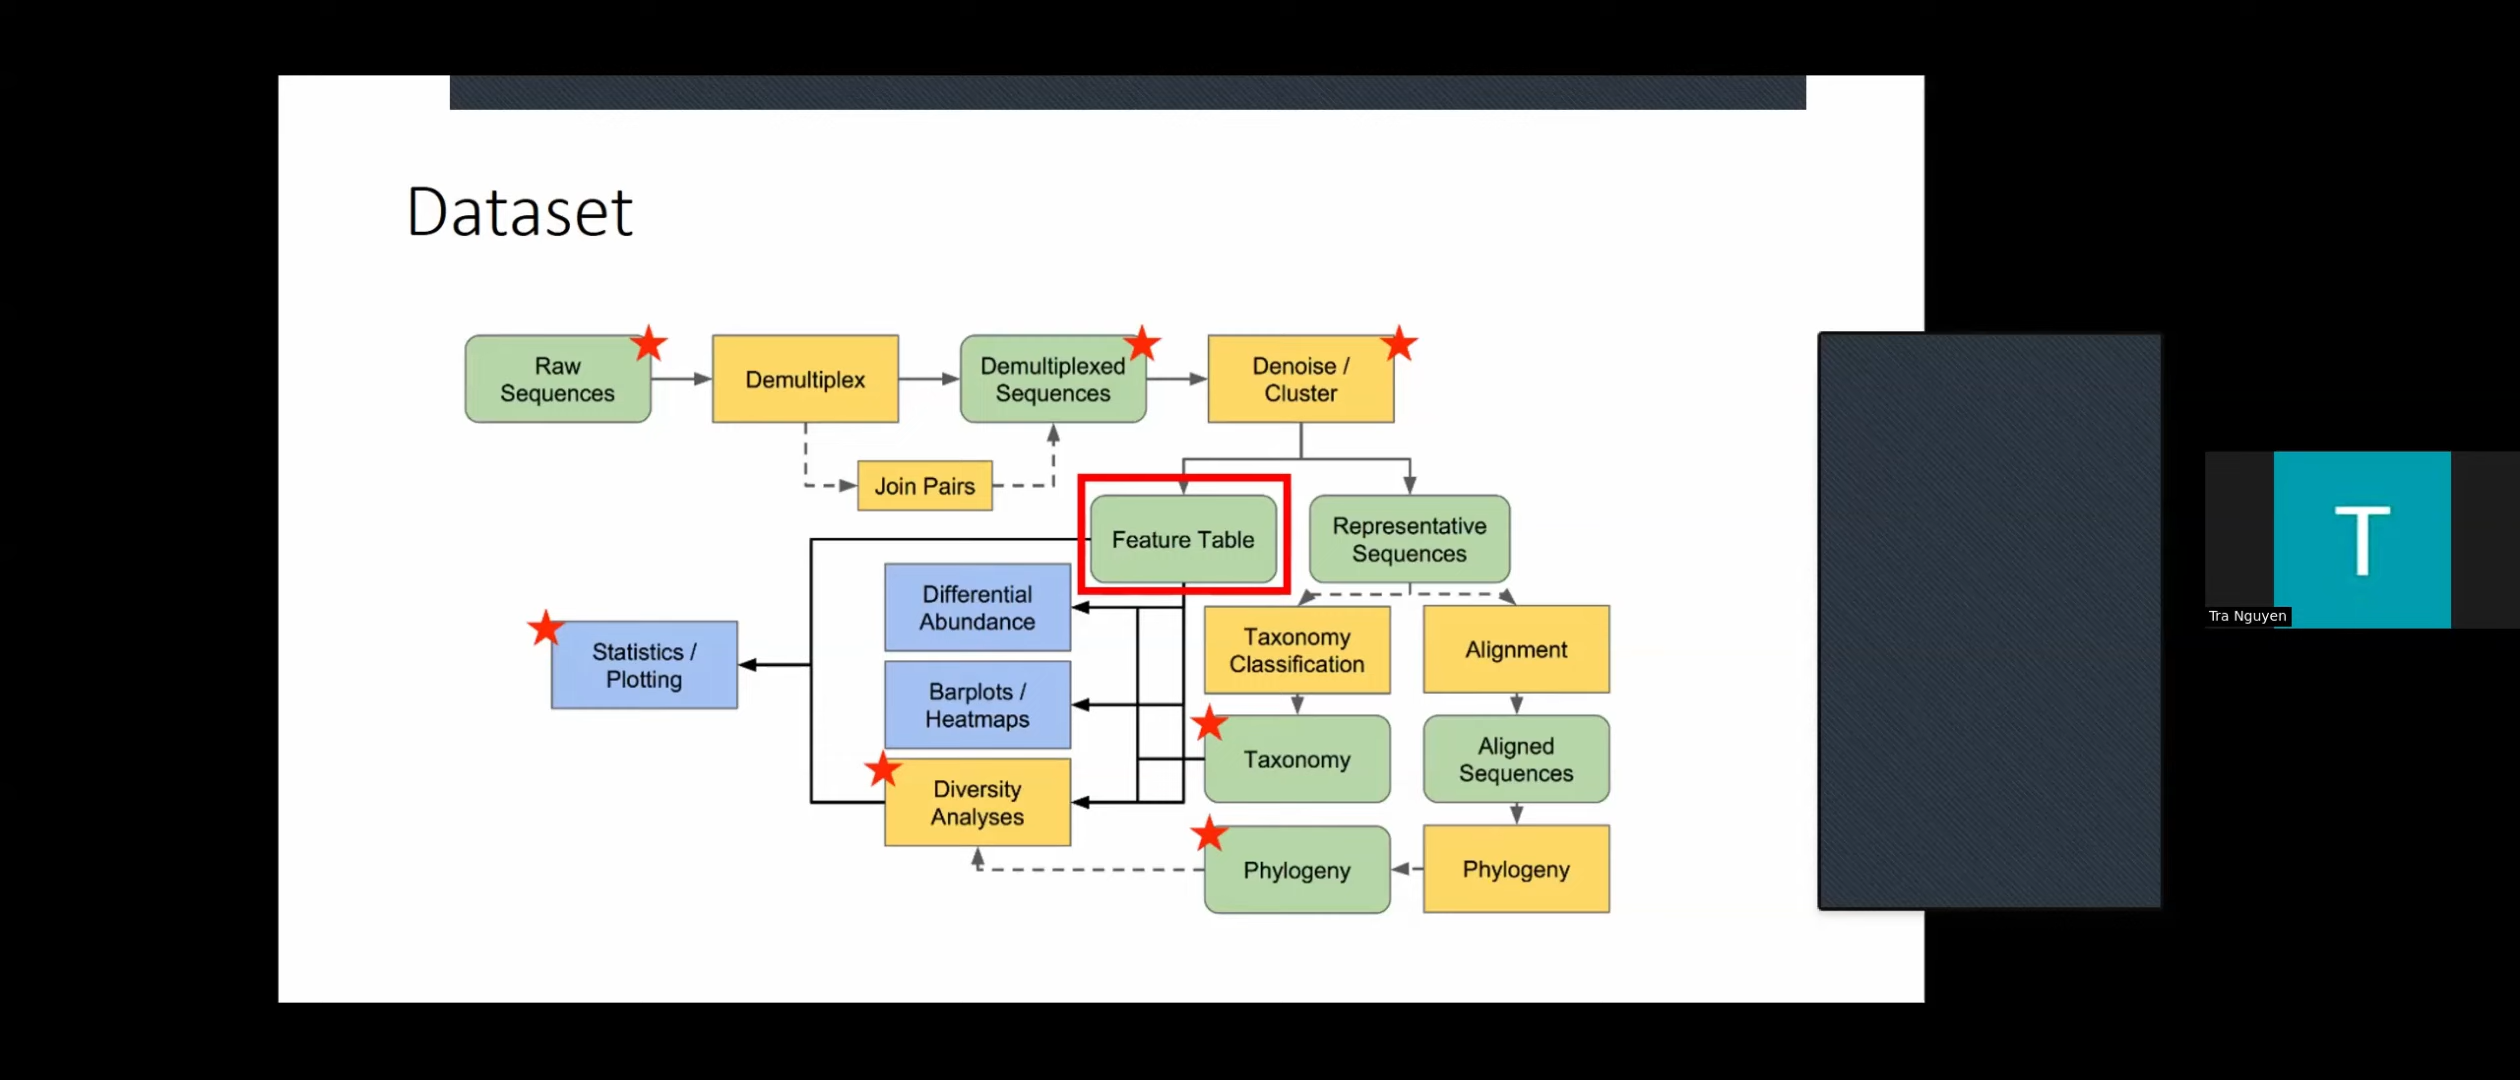 Dataset
Raw
Sequences
Demultiplex
Demultiplexed
Sequences
Denoise /
Cluster
Join Pairs
Feature Table
Representative
Sequences
Differential
Abundance
Statistics /
Plotting
Barplots /
Heatmaps
Diversity
Analyses
Taxonomy
Classification
Alignment
Taxonomy
Aligned
Sequences
Phylogeny
Phylogeny
T
Tra Nguyen